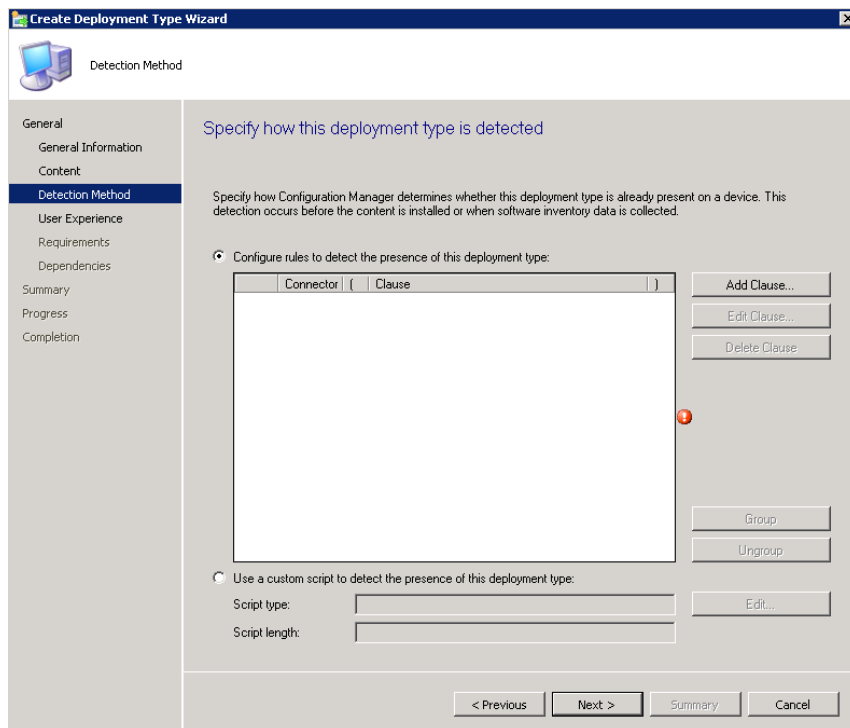 Create Deployment Type Wizard
Detection Method
General
General Information
Content
Detection Method
User Experience
Requirements
Dependencies
Summary
Progress
Completion
Specify how this deployment type is detected
Specify how Configuration Manager determines whether this deployment type is already present on a device. This
detection occurs before the content is installed or when software inventory data is collected.
Configure rules to detect the presence of this deployment type:
Connector ( Clause )
Add Clause...
Edit Clause...
Delete Clause
Group
Ungroup
Use a custom script to detect the presence of this deployment type:
Script type:
Edit...
Script length:
< Previous Next > Summary Cancel